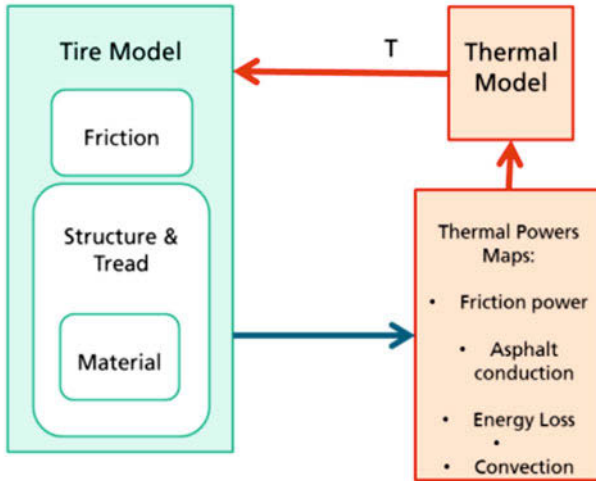 Tire Model
Friction
Structure &
Tread
Material
T
Thermal
Model
Thermal Powers
Maps:
• Friction power
• Asphalt
conduction
• Energy Loss
•
• Convection